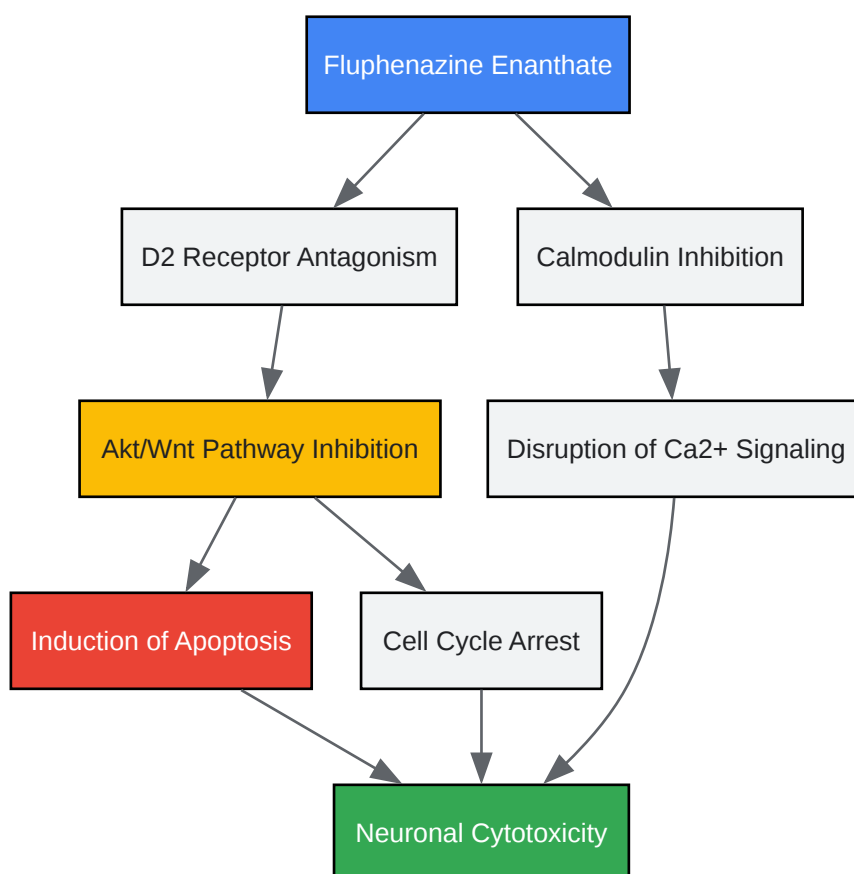 Fluphenazine Enanthate
D2 Receptor Antagonism
Calmodulin Inhibition
Akt/Wnt Pathway Inhibition
Disruption of Ca2+ Signaling
Induction of Apoptosis
Cell Cycle Arrest
Neuronal Cytotoxicity